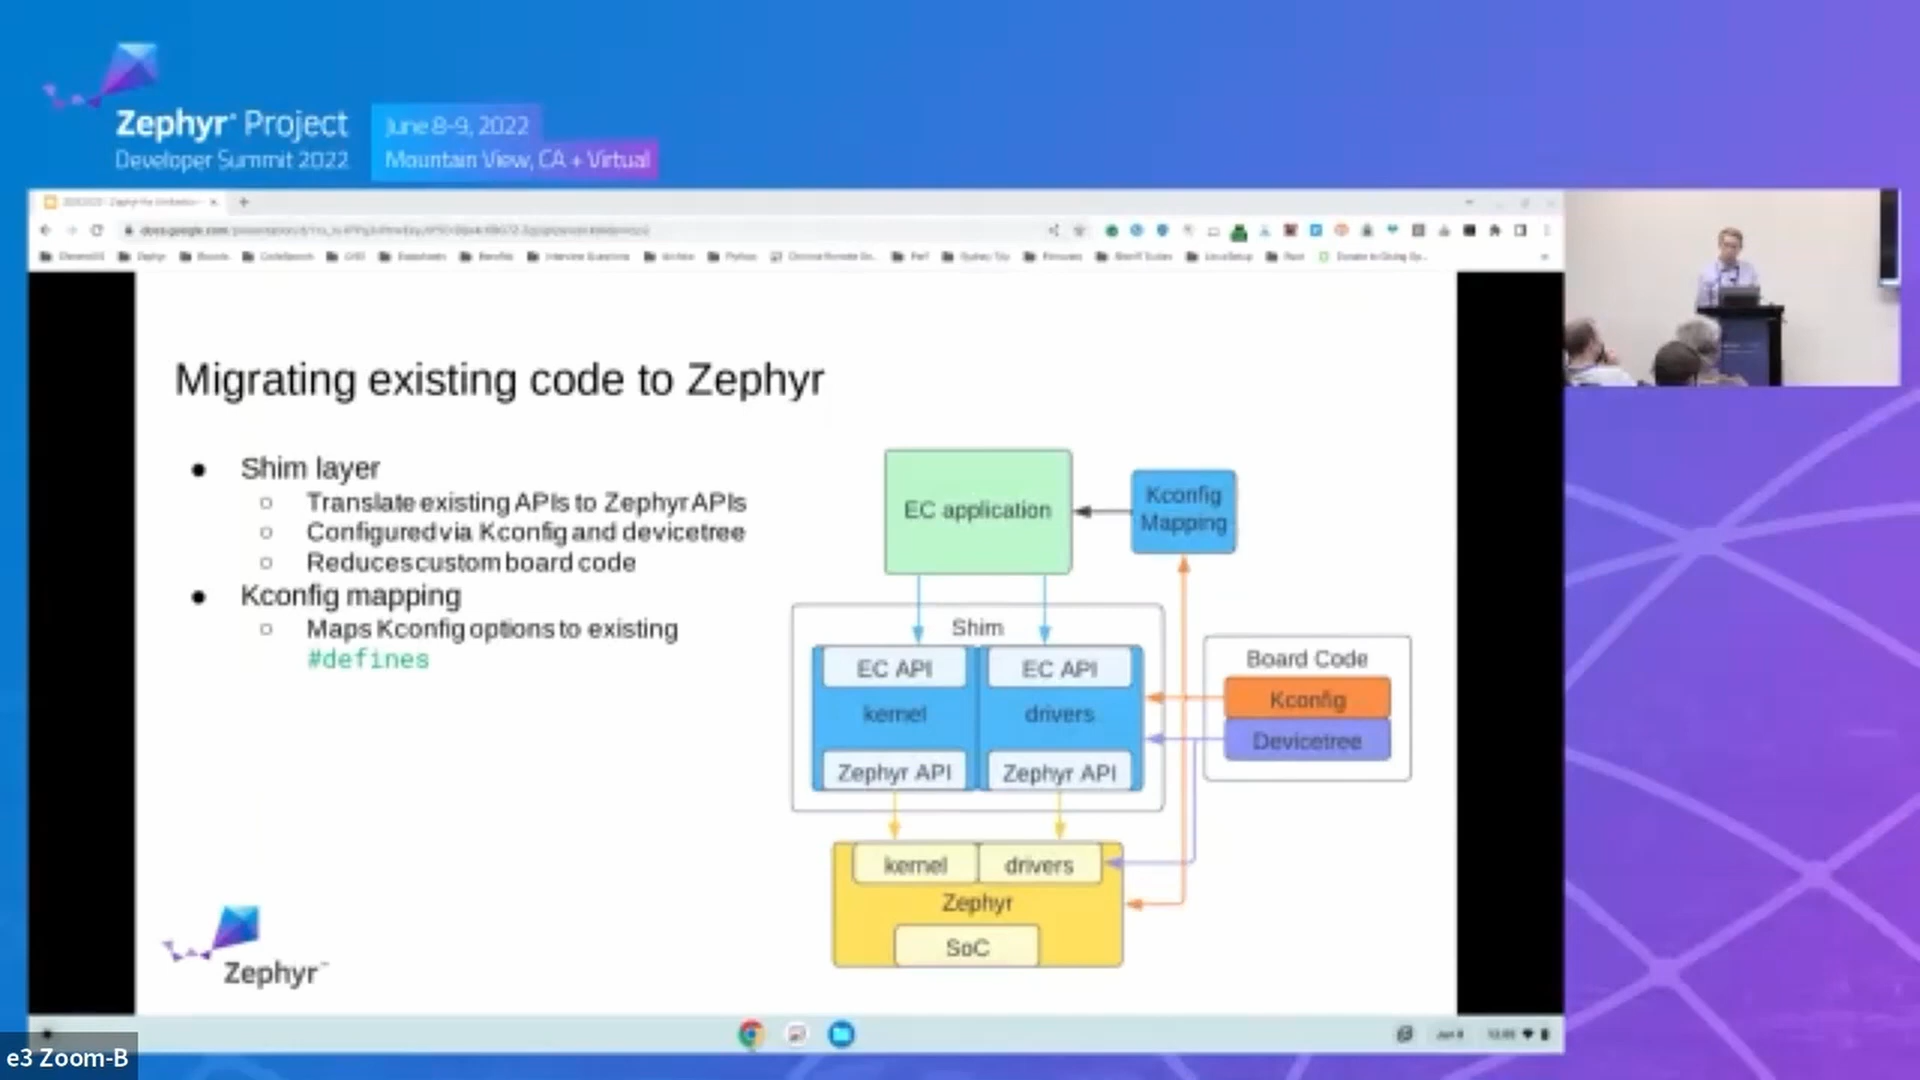 Zephyr Project
Developer Summit 2022
June 8-9, 2022
Mountain View, CA + Virtual
Migrating existing code to Zephyr
Shim layer
Translate existing APIs to Zephyr APIs
Configured via Kconfig and devicetree
Reduces custom board code
Kconfig mapping
Maps Kconfig options to existing
#defines
EC application
Kconfig
Mapping
Shim
EC API
EC API
kernel
drivers
Zephyr API
Zephyr API
Board Code
Kconfig
Devicetree
kernel
drivers
Zephyr
SoC
Zephyr™
e3 Zoom-B